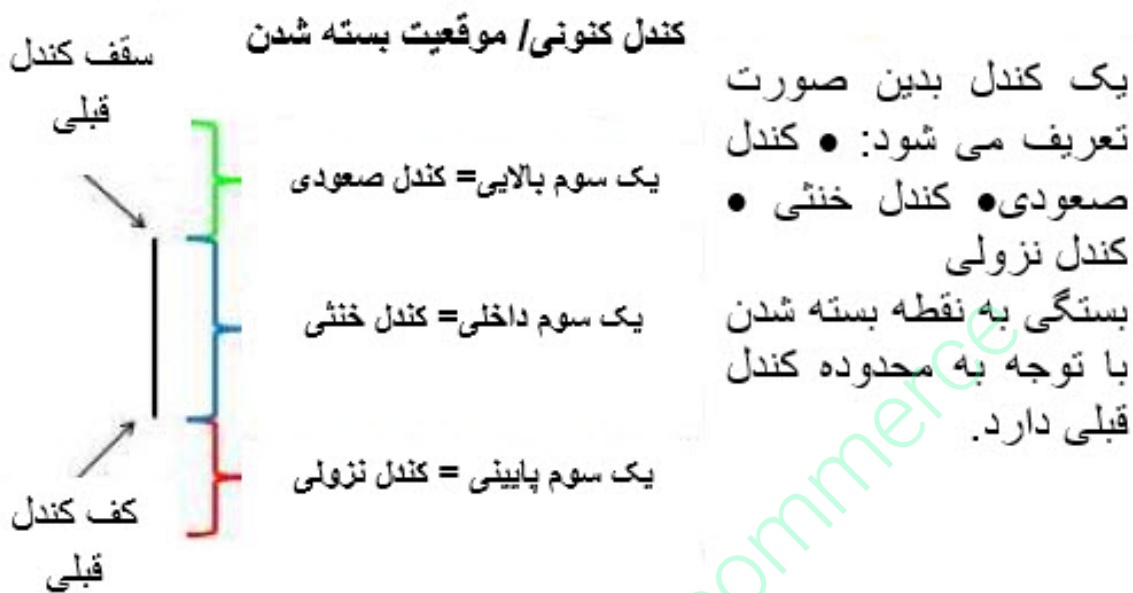 کندل کنونی/ موقعیت بسته شدن
سقف کندل
قبلی
یک سوم بالایی= کندل صعودی
یک سوم داخلی= کندل خنثی
یک سوم پایینی = کندل نزولی
کف کندل
قبلی
یک کندل بدین صورت
تعریف می شود: • کندل
صعودی• کندل خنثی •
کندل نزولی
بستگی به نقطه بسته شدن
با توجه به محدوده کندل
قبلی دارد.
ommerce